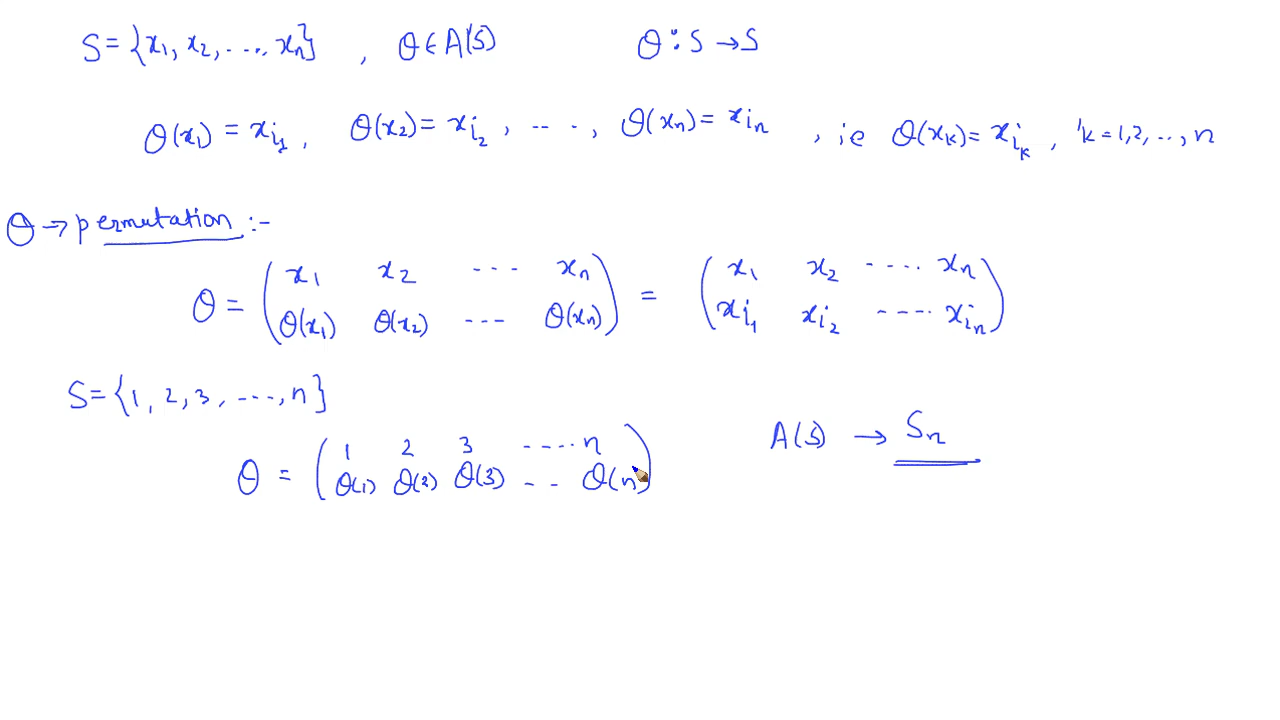 S = {x₁, x₂, ...., xₙ} , θ ∈ A(S) θ : S → S
θ(x₁) = x_{i₁} , θ(x₂) = x_{i₂} , -- -- , θ(xₙ) = x_{iₙ} , ie θ(x_k) = x_{i_k} , k = 1,2, .., n
θ → permutation :-
θ = ( x₁ x₂ ---- xₙ ) = ( x₁ x₂ ----- xₙ )
( θ(x₁) θ(x₂) --- θ(xₙ) ) ( x_{i₁} x_{i₂} ----- x_{iₙ} )
S = {1, 2, 3, ----, n}
A(S) → Sₙ
θ = ( 1 2 3 ----- n )
( θ(1) θ(2) θ(3) -- θ(n) )